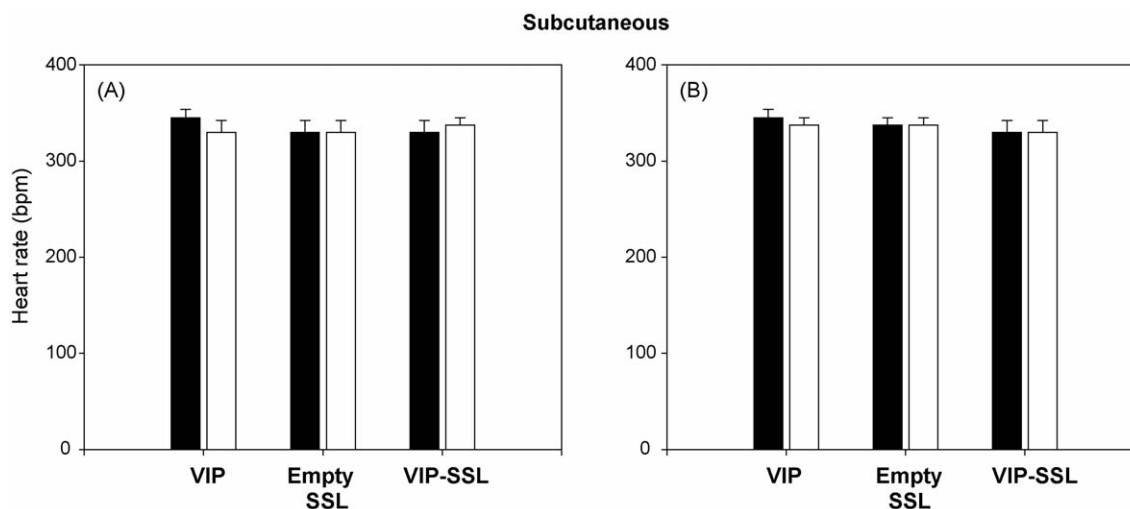 Subcutaneous
(A)
Heart rate (bpm)
400
300
200
100
0
VIP
Empty
SSL
VIP-SSL
(B)
400
300
200
100
0
VIP
Empty
SSL
VIP-SSL